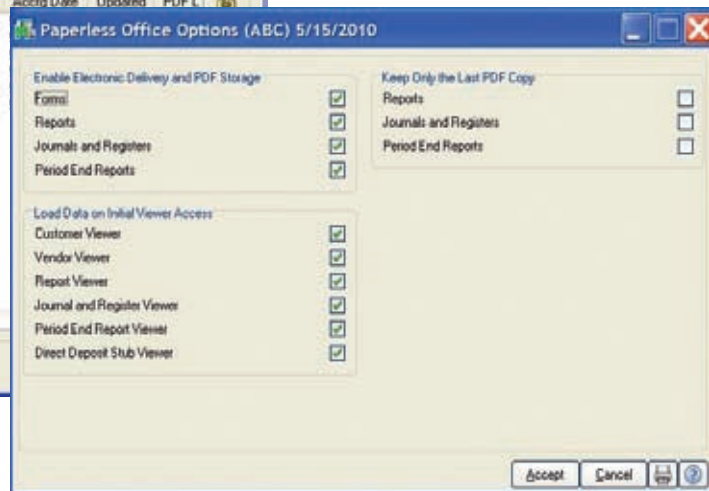 Acctg Date Updated PDF L
Paperless Office Options (ABC) 5/15/2010
Enable Electronic Delivery and PDF Storage
Forms
Reports
Journals and Registers
Period End Reports
Keep Only the Last PDF Copy
Reports
Journals and Registers
Period End Reports
Load Data on Initial Viewer Access
Customer Viewer
Vendor Viewer
Report Viewer
Journal and Register Viewer
Period End Report Viewer
Direct Deposit Stub Viewer
Accept Cancel